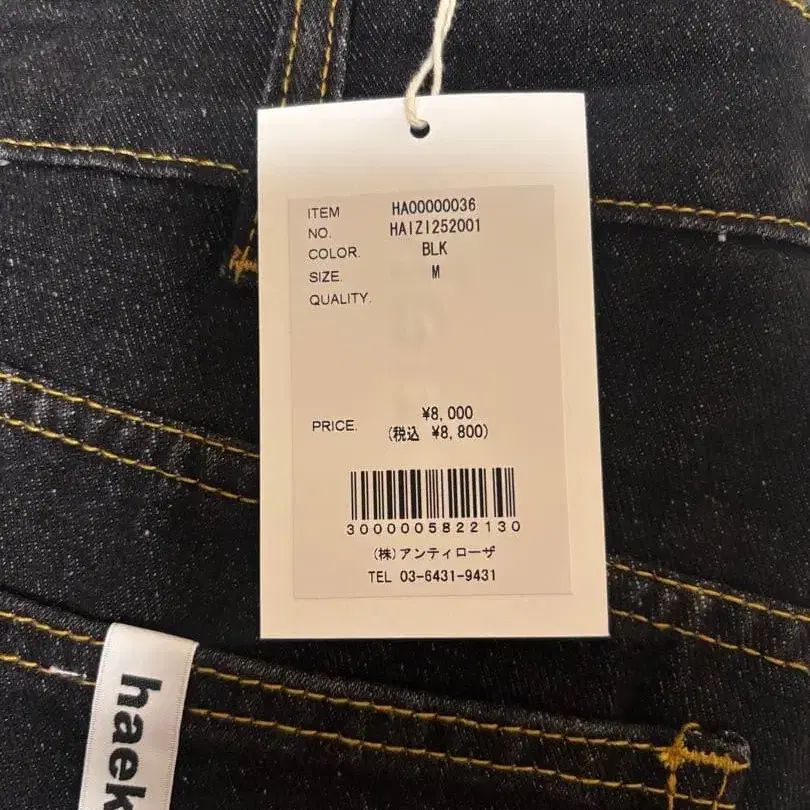 ITEM HA00000036
NO. HAIZI252001
COLOR. BLK
SIZE. M
QUALITY.
PRICE. ¥8,000
(税込 ¥8,800)
3000005822130
(株)アンティローザ
TEL 03-6431-9431
haek